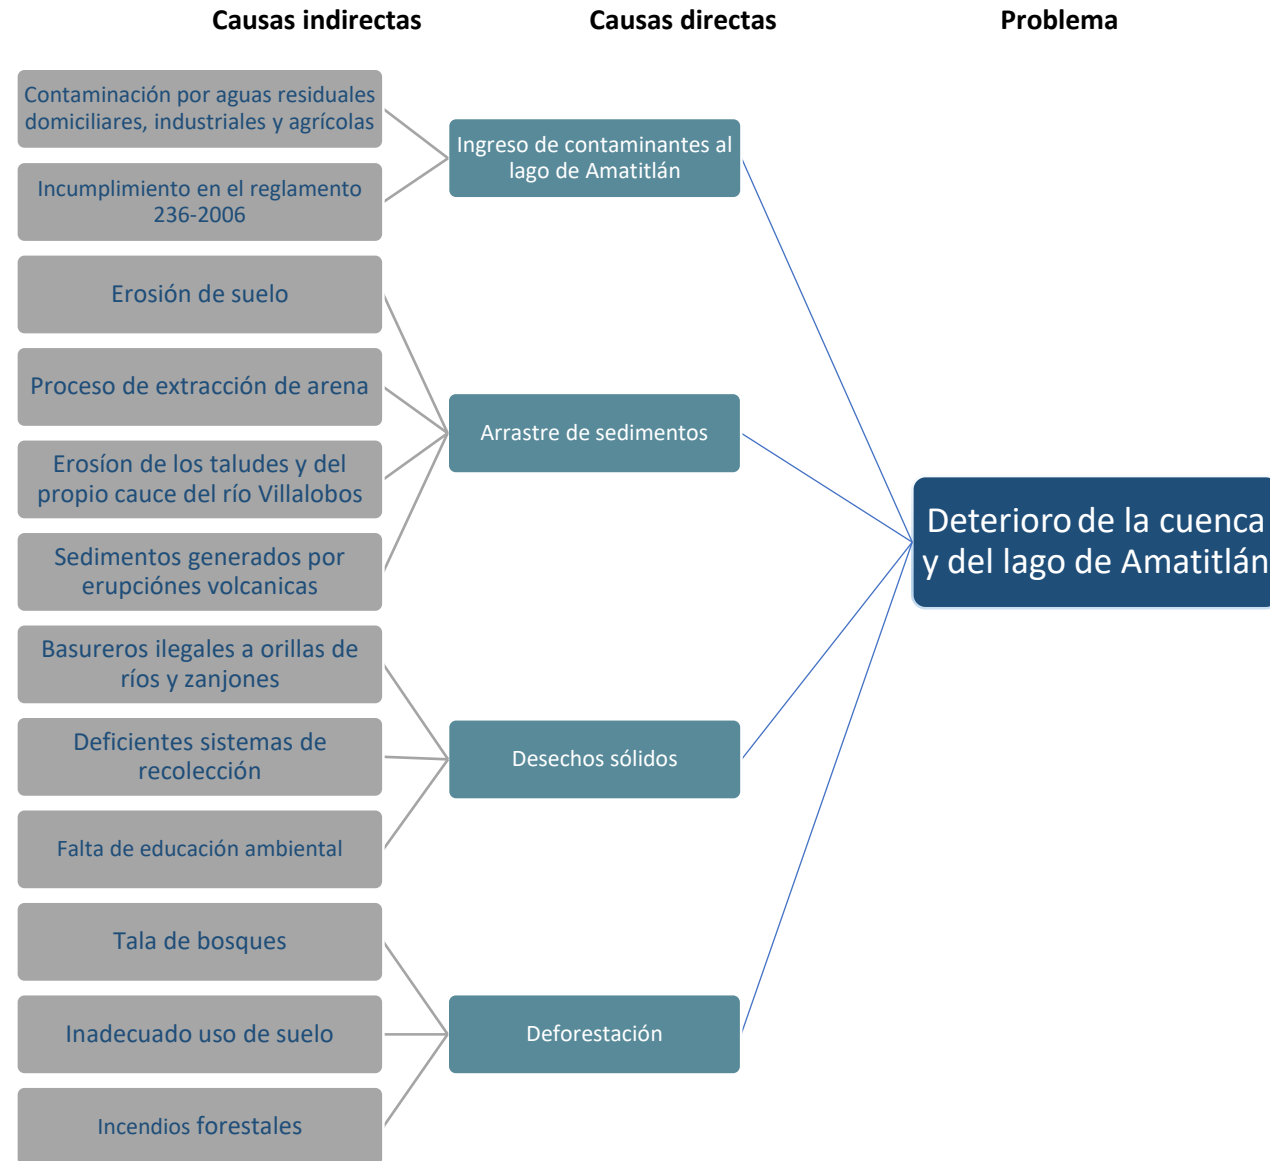 Causas indirectas
Causas directas
Problema
Contaminación por aguas residuales
domiciliares, industriales y agrícolas
Incumplimiento en el reglamento
236-2006
Erosión de suelo
Proceso de extracción de arena
Erosíon de los taludes y del
propio cauce del río Villalobos
Sedimentos generados por
erupciónes volcanicas
Basureros ilegales a orillas de
ríos y zanjones
Deficientes sistemas de
recolección
Falta de educación ambiental
Tala de bosques
Inadecuado uso de suelo
Incendios forestales
Ingreso de contaminantes al
lago de Amatitlán
Arrastre de sedimentos
Desechos sólidos
Deforestación
Deterioro de la cuenca
y del lago de Amatitlán